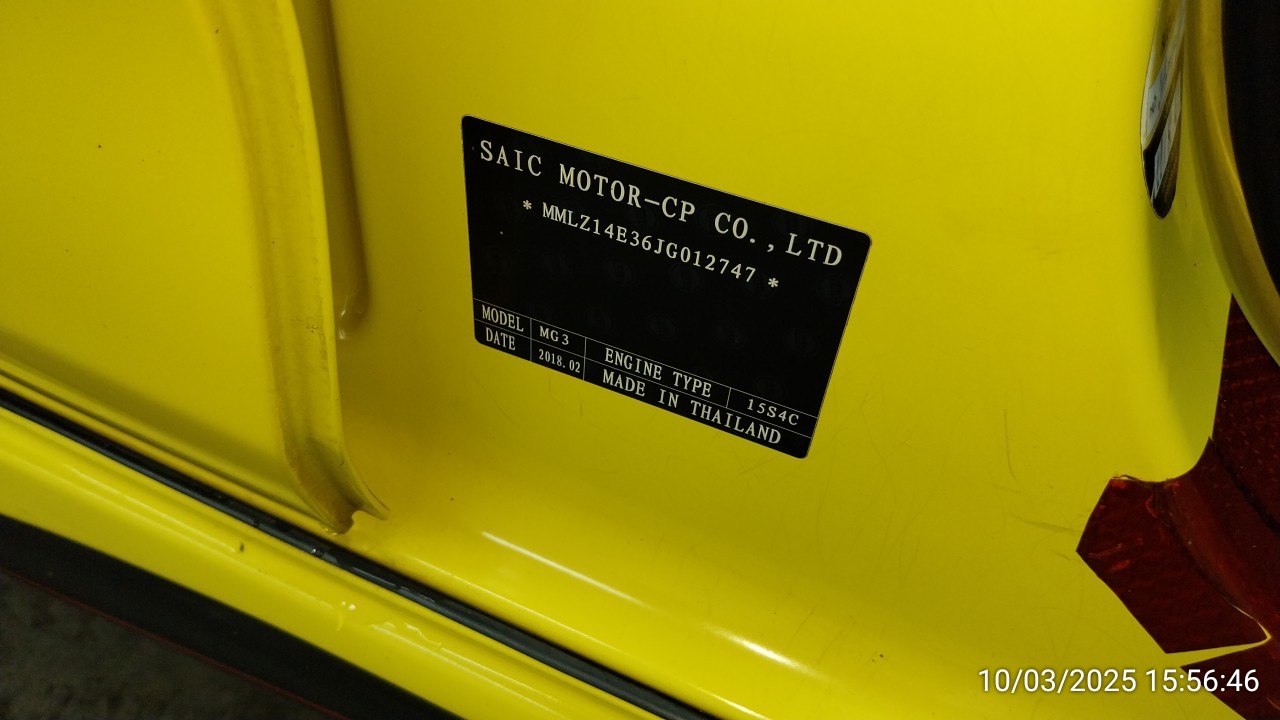 SAIC MOTOR-CP CO.,LTD
* MMLZ14E36JG012747 *
MODEL MG3 ENGINE TYPE 15S4C
DATE 2018.02 MADE IN THAILAND
10/03/2025 15:56:46